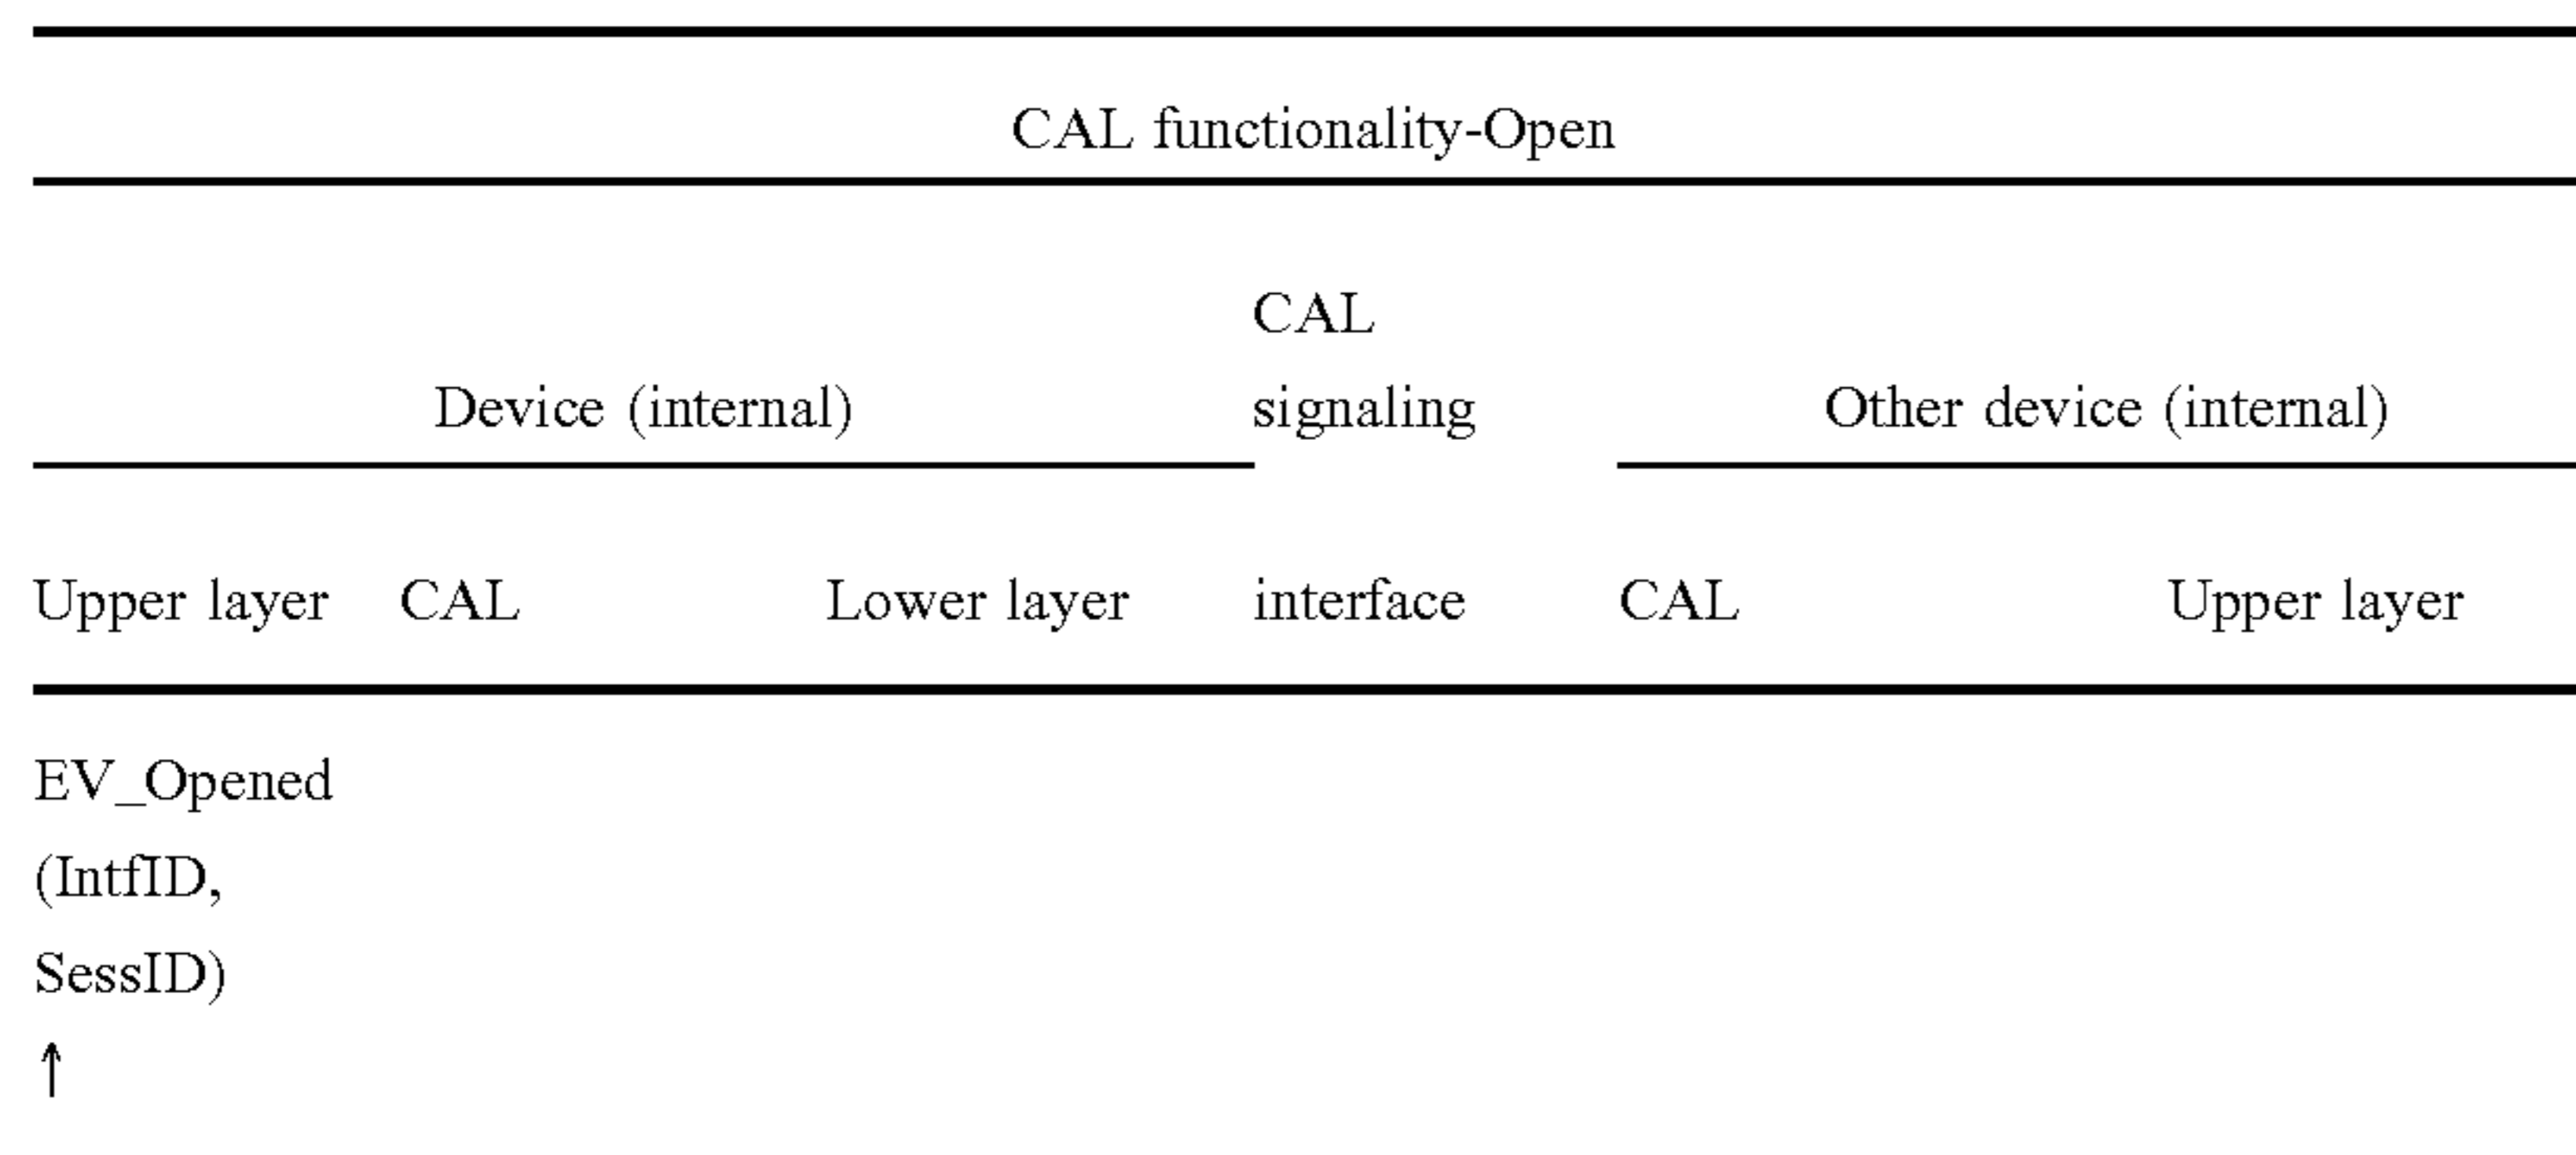 CAL functionality-Open
CAL
Device (internal) signaling Other device (internal)
Upper layer CAL Lower layer interface CAL Upper layer
EV_Opened
(IntfID,
SessID)
↑